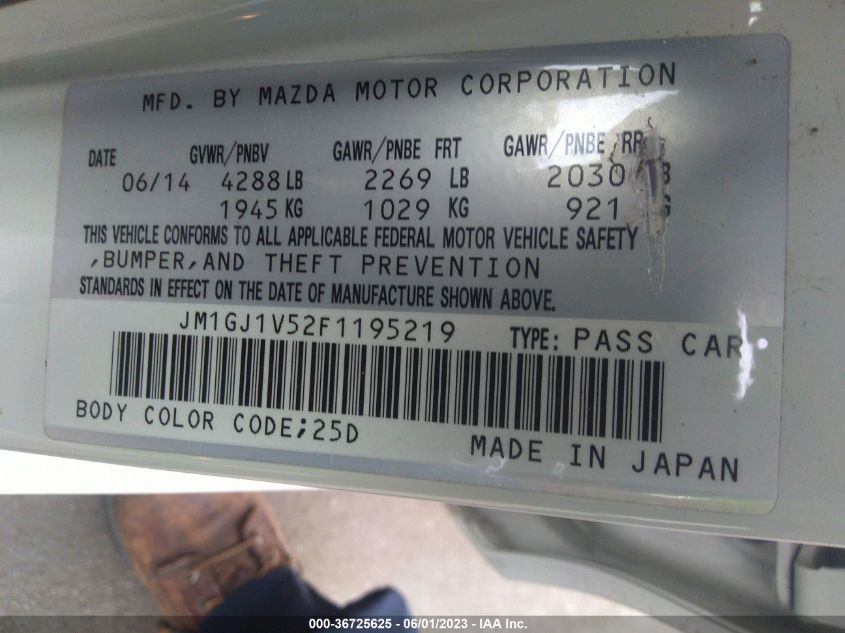 MFD. BY MAZDA MOTOR CORPORATION
DATE GVWR/PNBV GAWR/PNBE FRT GAWR/PNBE RR
06/14 4288 LB 2269 LB 2030
1945 KG 1029 KG 921
THIS VEHICLE CONFORMS TO ALL APPLICABLE FEDERAL MOTOR VEHICLE SAFETY
,BUMPER,AND THEFT PREVENTION
STANDARDS IN EFFECT ON THE DATE OF MANUFACTURE SHOWN ABOVE.
JM1GJ1V52F1195219 TYPE: PASS CAR
BODY COLOR CODE;25D
MADE IN JAPAN
000-36725625 - 06/01/2023 - IAA Inc.